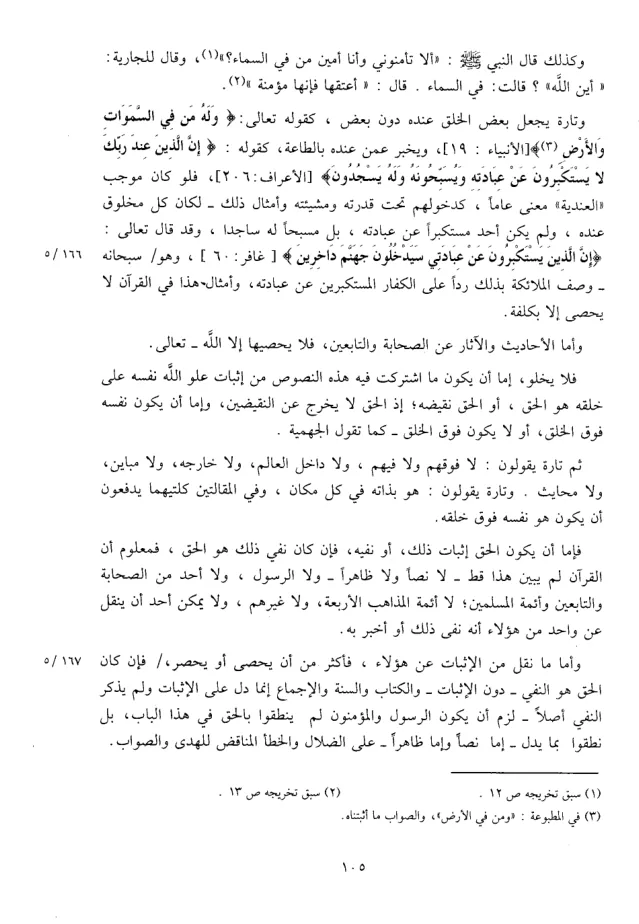 وكذلك قال النبي ﷺ : «ألا تأمنوني وأنا أمين من في السماء؟»(١)، وقال للجارية :
« أين اللَّه» ؟ قالت: في السماء . قال : « أعتقها فإنها مؤمنة »(٢).
وتارة يجعل بعض الخلق عنده دون بعض ، كقوله تعالى:﴿ وَلَهُ مَن فِي السَّمَوَاتِ
وَالأَرْضِ (٣)﴾[الأنبياء : ١٩]، ويخبر عمن عنده بالطاعة، كقوله : ﴿ إِنَّ الَّذِينَ عِندَ رَبِّكَ
لا يَسْتَكْبِرُونَ عَنْ عِبَادَتِهِ وَيُسَبِّحُونَهُ وَلَهُ يَسْجُدُونَ﴾ [الأعراف:٢٠٦]، فلو كان موجب
«العندية» معنى عاماً ، كدخولهم تحت قدرته ومشيئته وأمثال ذلك ـ لكان كل مخلوق
عنده ، ولم يكن أحد مستكبراً عن عبادته ، بل مسبحاً له ساجدا ، وقد قال تعالى :
﴿إِنَّ الَّذِينَ يَسْتَكْبِرُونَ عَنْ عِبَادَتِي سَيَدْخُلُونَ جَهَنَّمَ دَاخِرِينَ ﴾ [ غافر: ٦٠ ] ، وهو/ سبحانه ٥/١٦٦
ـ وصف الملائكة بذلك رداً على الكفار المستكبرين عن عبادته، وأمثال هذا في القرآن لا
يحصى إلا بكلفة.
وأما الأحاديث والآثار عن الصحابة والتابعين، فلا يحصيها إلا اللَّه ـ تعالى.
فلا يخلو، إما أن يكون ما اشتركت فيه هذه النصوص من إثبات علو اللَّه نفسه على
خلقه هو الحق ، أو الحق نقيضه؛ إذ الحق لا يخرج عن النقيضين، وإما أن يكون نفسه
فوق الخلق، أو لا يكون فوق الخلق ـ كما تقول الجهمية .
ثم تارة يقولون : لا فوقهم ولا فيهم ، ولا داخل العالم، ولا خارجه، ولا مباين،
ولا محايث . وتارة يقولون : هو بذاته في كل مكان ، وفي المقالتين كلتيهما يدفعون
أن يكون هو نفسه فوق خلقه.
فإما أن يكون الحق إثبات ذلك، أو نفيه، فإن كان نفي ذلك هو الحق ، فمعلوم أن
القرآن لم يبين هذا قط ـ لا نصاً ولا ظاهراً ـ ولا الرسول ، ولا أحد من الصحابة
والتابعين وأئمة المسلمين؛ لا أئمة المذاهب الأربعة، ولا غيرهم ، ولا يمكن أحد أن ينقل
عن واحد من هؤلاء أنه نفى ذلك أو أخبر به.
وأما ما نقل من الإثبات عن هؤلاء ، فأكثر من أن يحصى أو يحصر،/ فإن كان ٥/١٦٧
الحق هو النفي ـ دون الإثبات ـ والكتاب والسنة والإجماع إنما دل على الإثبات ولم يذكر
النفي أصلاً ـ لزم أن يكون الرسول والمؤمنون لم ينطقوا بالحق في هذا الباب، بل
نطقوا بما يدل ـ إما نصاً وإما ظاهراً ـ على الضلال والخطأ المناقض للهدى والصواب.
(١) سبق تخريجه ص ١٢ . (٢) سبق تخريجه ص ١٣ .
(٣) في المطبوعة : «ومن في الأرض»، والصواب ما أثبتناه.
١٠٥